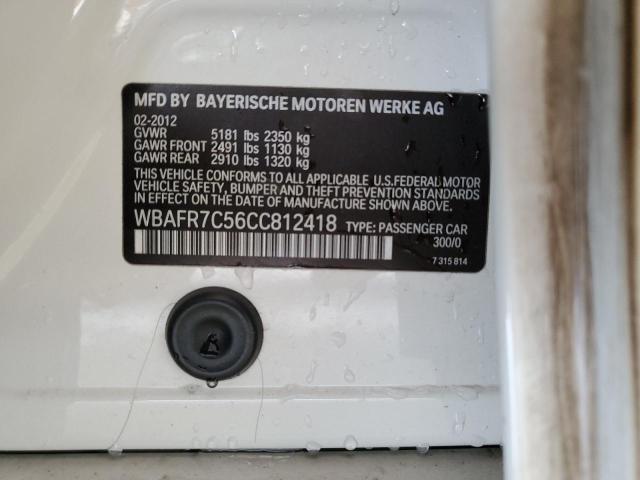 MFD BY BAYERISCHE MOTOREN WERKE AG
02-2012
GVWR 5181 lbs 2350 kg
GAWR FRONT 2491 lbs 1130 kg
GAWR REAR 2910 lbs 1320 kg
THIS VEHICLE CONFORMS TO ALL APPLICABLE U.S.FEDERAL MOTOR
VEHICLE SAFETY, BUMPER AND THEFT PREVENTION STANDARDS
IN EFFECT ON THE DATE OF MANUFACTURE
WBAFR7C56CC812418 TYPE: PASSENGER CAR
300/0
7 315 814